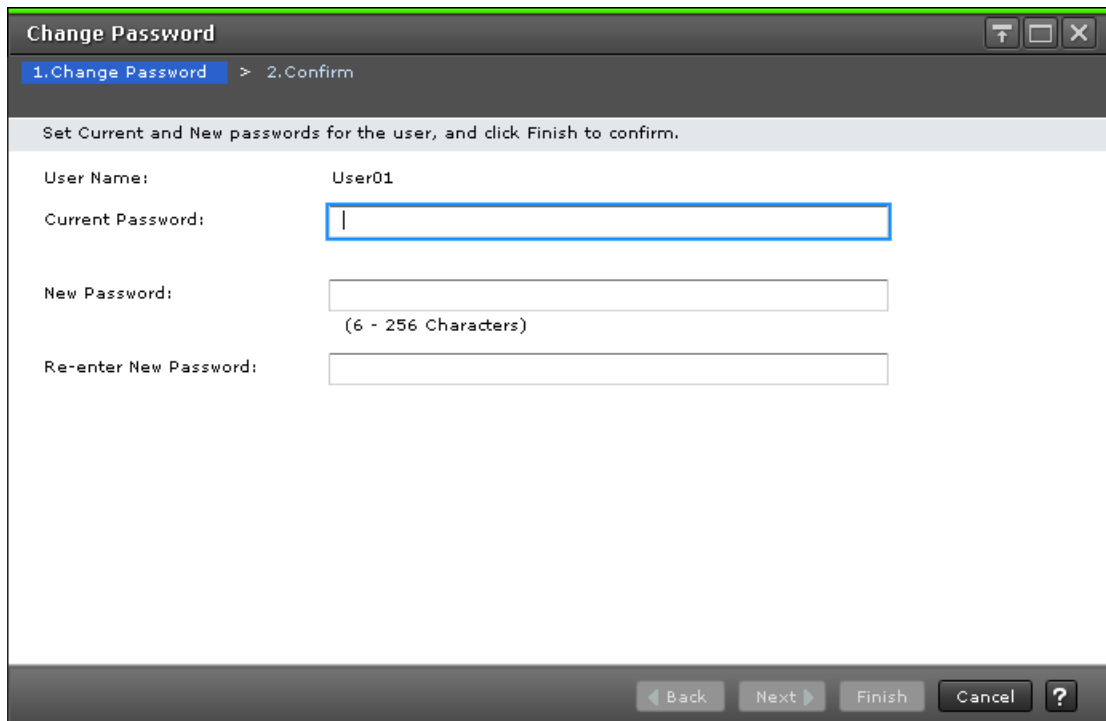 Change Password
1.Change Password > 2.Confirm
Set Current and New passwords for the user, and click Finish to confirm.
User Name: User01
Current Password:
New Password:
(6 - 256 Characters)
Re-enter New Password:
Back Next Finish Cancel ?